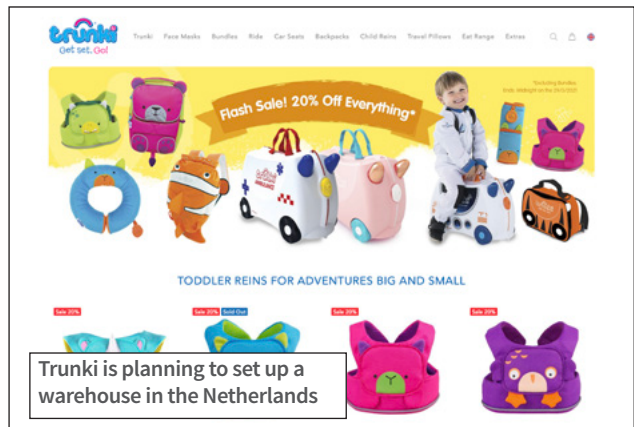 trunki
Get set, Go!
Trunki Face Masks Bundles Ride Car Seats Backpacks Child Reins Travel Pillows Eat Range Extras
*Excluding Bundles.
Flash Sale! 20% Off Everything*
TODDLER REINS FOR ADVENTURES BIG AND SMALL
Sale 20% Sale 20% Sold Out Sale 20% Sale 20%
Trunki is planning to set up a
warehouse in the Netherlands